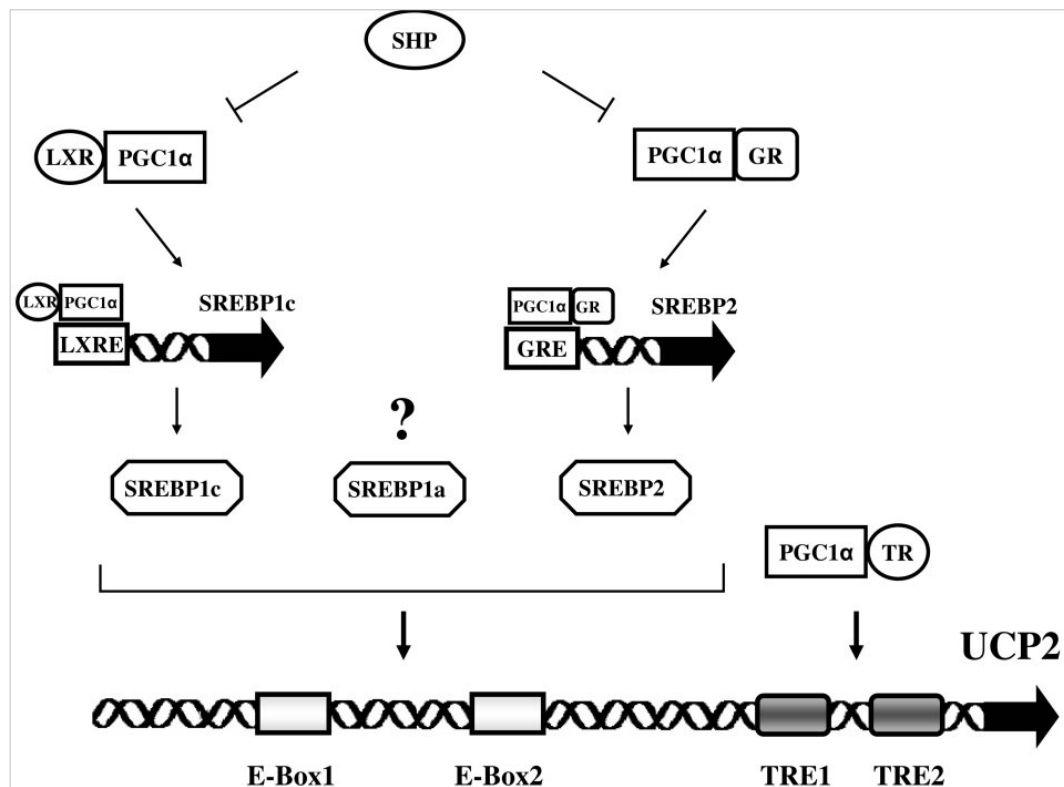 SHP
LXR PGC1α
PGC1α GR
LXR PGC1α
SREBP1c
LXRE
PGC1α GR
SREBP2
GRE
?
SREBP1c
SREBP1a
SREBP2
PGC1α TR
UCP2
E-Box1 E-Box2 TRE1 TRE2